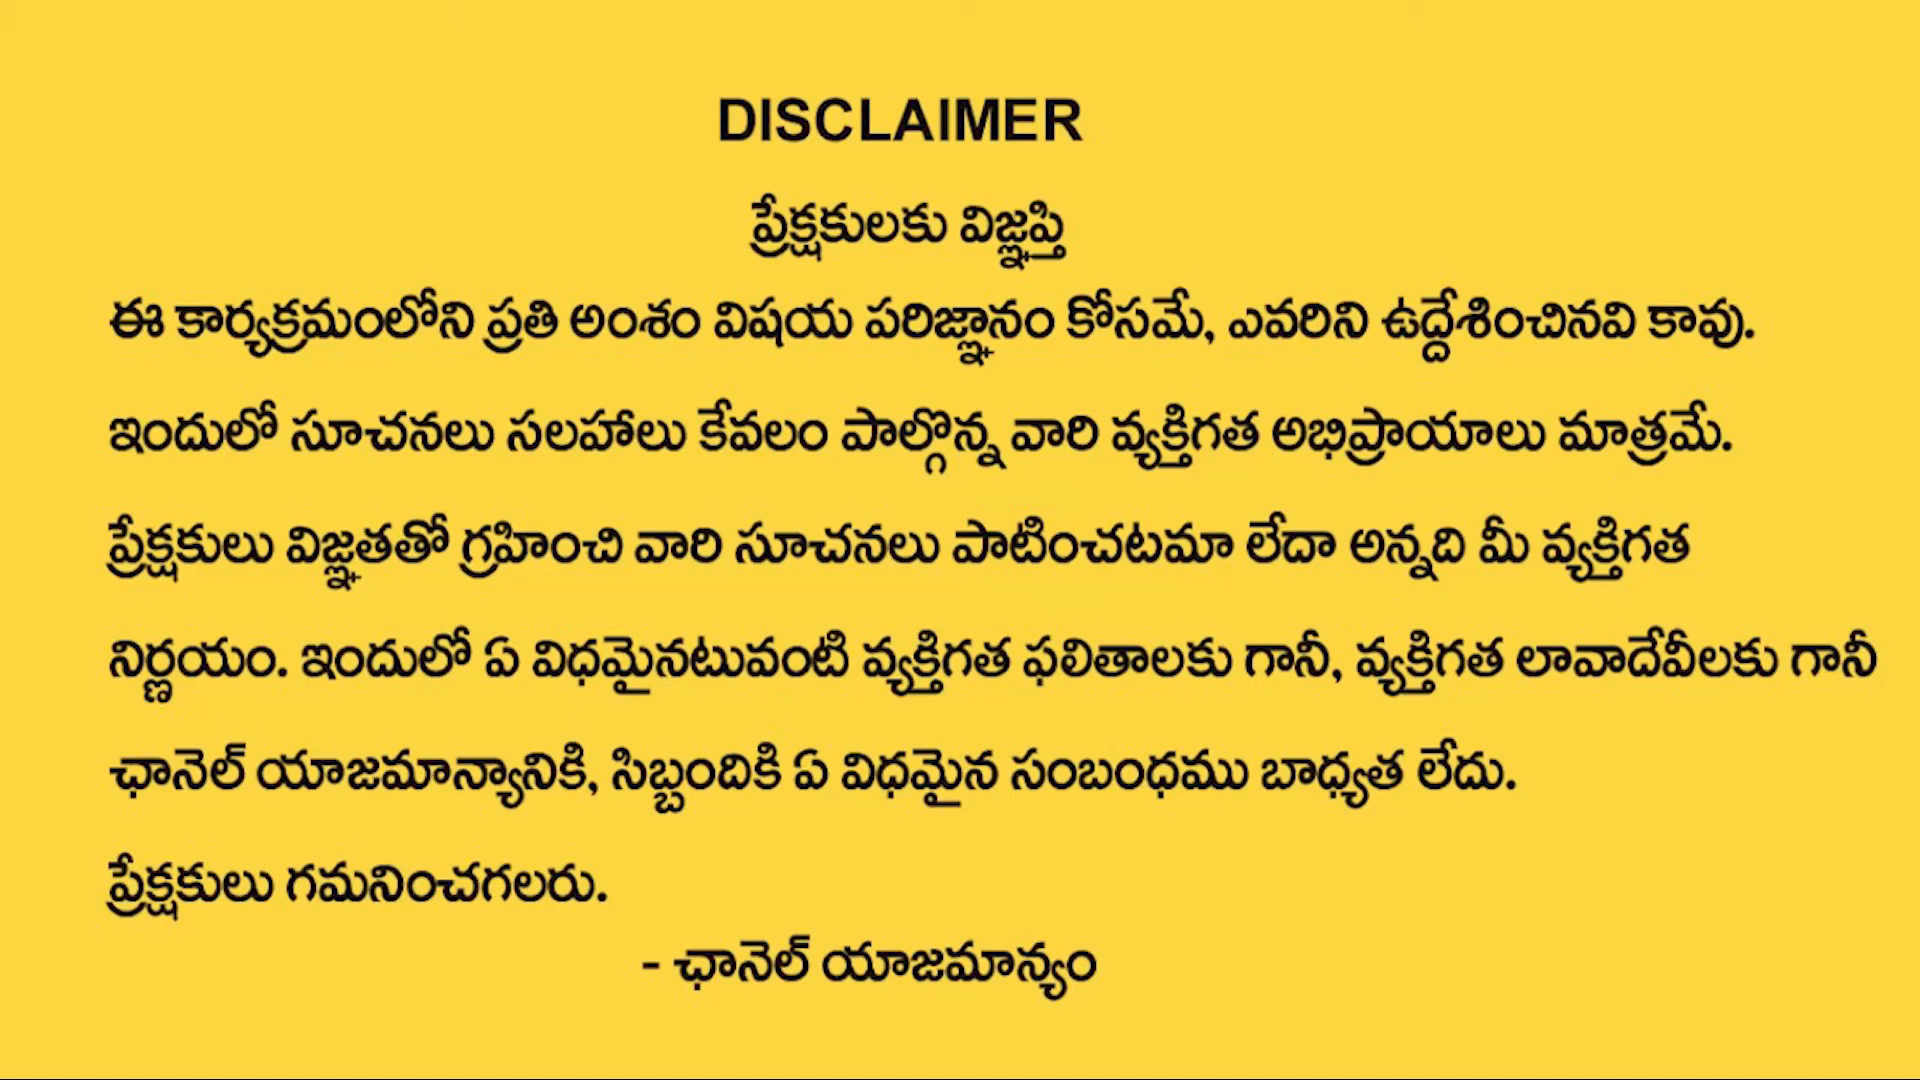 DISCLAIMER
ప్రేక్షకులకు విజ్ఞప్తి
ఈ కార్యక్రమంలోని ప్రతి అంశం విషయ పరిజ్ఞానం కోసమే, ఎవరిని ఉద్దేశించినవి కావు.
ఇందులో సూచనలు సలహాలు కేవలం పాల్గొన్న వారి వ్యక్తిగత అభిప్రాయాలు మాత్రమే.
ప్రేక్షకులు విజ్ఞతతో గ్రహించి వారి సూచనలు పాటించటమా లేదా అన్నది మీ వ్యక్తిగత
నిర్ణయం. ఇందులో ఏ విధమైనటువంటి వ్యక్తిగత ఫలితాలకు గానీ, వ్యక్తిగత లావాదేవీలకు గానీ
ఛానెల్ యాజమాన్యానికి, సిబ్బందికి ఏ విధమైన సంబంధము బాధ్యత లేదు.
ప్రేక్షకులు గమనించగలరు.
- ఛానెల్ యాజమాన్యం